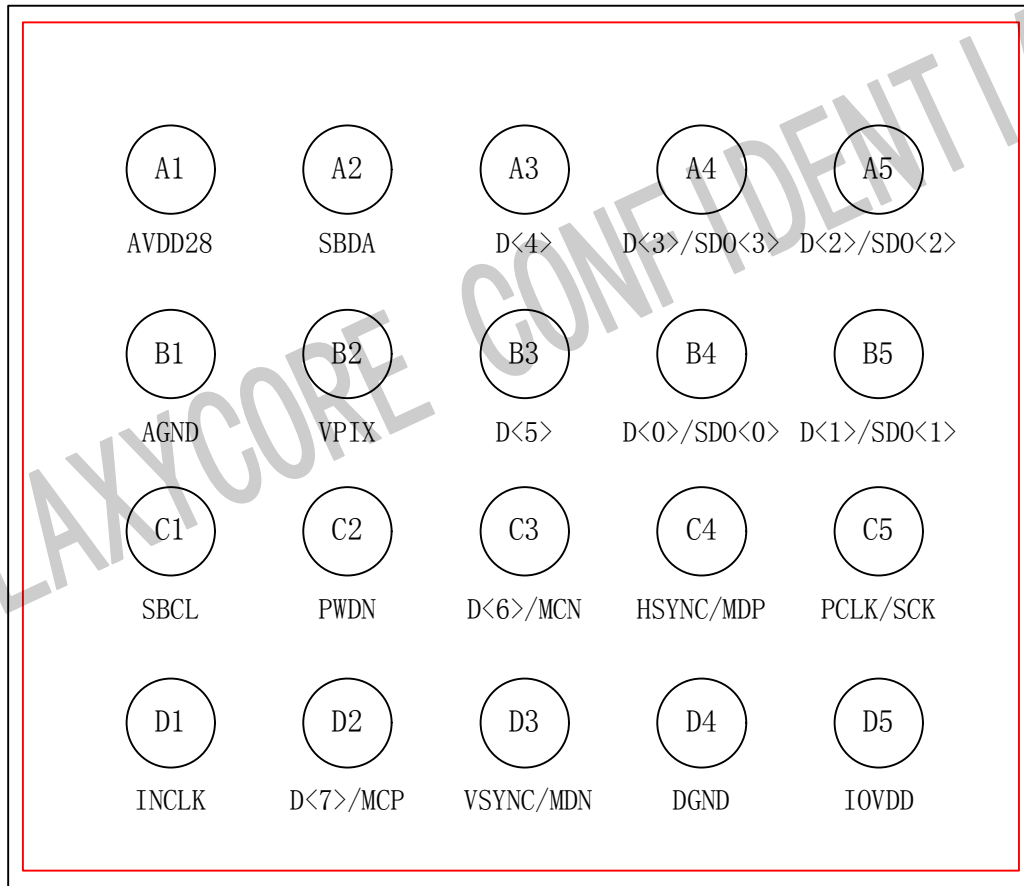 A1 A2 A3 A4 A5
AVDD28 SBDA D<4> D<3>/SDO<3> D<2>/SDO<2>
B1 B2 B3 B4 B5
AGND VPIX D<5> D<0>/SDO<0> D<1>/SDO<1>
C1 C2 C3 C4 C5
SBCL PWDN D<6>/MCN HSYNC/MDP PCLK/SCK
D1 D2 D3 D4 D5
INCLK D<7>/MCP VSYNC/MDN DGND IOVDD
LAXYCORE CONFIDENTI